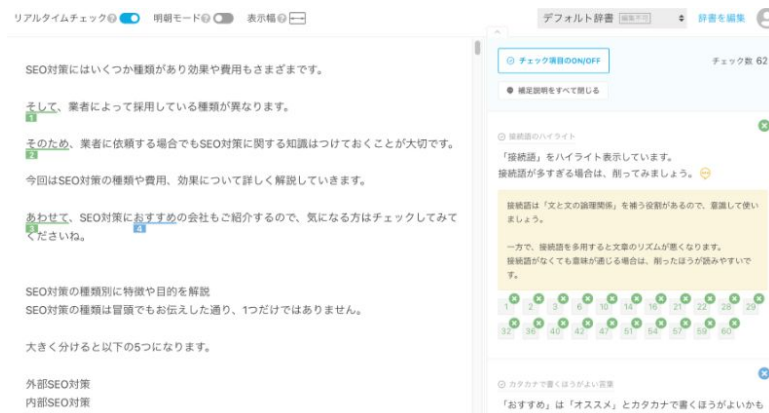 リアルタイムチェック
明朝モード
表示幅
デフォルト辞書 編集不可
辞書を編集
SEO対策にはいくつか種類があり効果や費用もさまざまです。
そして、業者によって採用している種類が異なります。
1
そのため、業者に依頼する場合でもSEO対策に関する知識はつけておくことが大切です。
2
今回はSEO対策の種類や費用、効果について詳しく解説していきます。
あわせて、SEO対策におすすめの会社もご紹介するので、気になる方はチェックしてみて
3 4
くださいね。
SEO対策の種類別に特徴や目的を解説
SEO対策の種類は冒頭でもお伝えした通り、1つだけではありません。
大きく分けると以下の5つになります。
外部SEO対策
内部SEO対策
チェック項目のON/OFF
チェック数 62
補足説明をすべて閉じる
接続語のハイライト
「接続語」をハイライト表示しています。
接続語が多すぎる場合は、削ってみましょう。
接続語は「文と文の論理関係」を補う役割があるので、意識して使い
ましょう。
一方で、接続語を多用すると文章のリズムが悪くなります。
接続語がなくても意味が通じる場合は、削ったほうが読みやすいで
す。
1 2 3 6 10 14 16 21 22 28 29
32 36 40 42 47 51 54 57 59 60
カタカナで書くほうがよい言葉
「おすすめ」は「オススメ」とカタカナで書くほうがよいかも